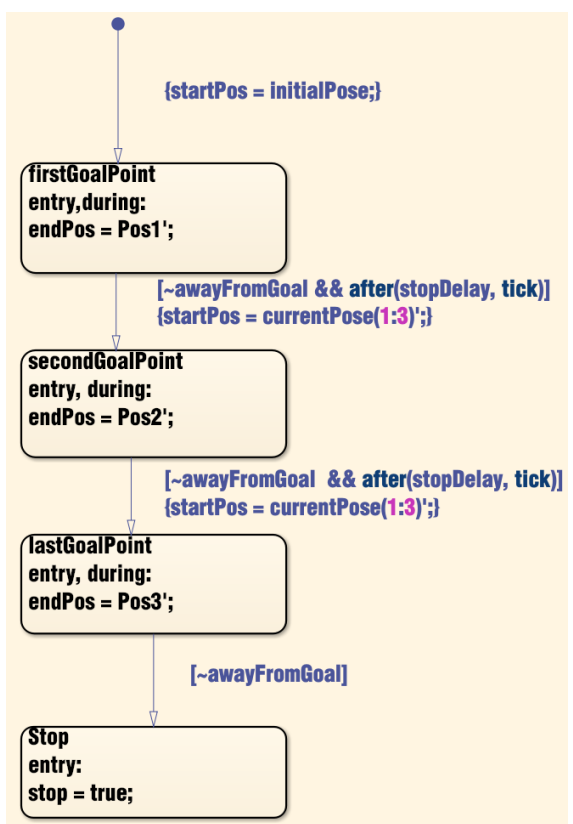 {startPos = initialPose;}
firstGoalPoint
entry,during:
endPos = Pos1';
[~awayFromGoal && after(stopDelay, tick)]
{startPos = currentPose(1:3)';}
secondGoalPoint
entry, during:
endPos = Pos2';
[~awayFromGoal  && after(stopDelay, tick)]
{startPos = currentPose(1:3)';}
lastGoalPoint
entry, during:
endPos = Pos3';
[~awayFromGoal]
Stop
entry:
stop = true;